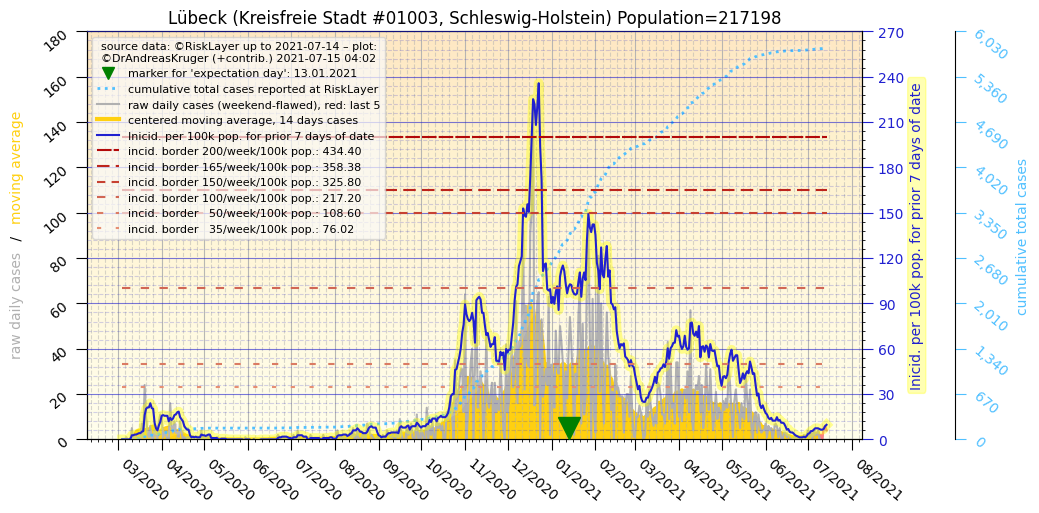 Lübeck (Kreisfreie Stadt #01003, Schleswig-Holstein) Population=217198
source data: ©RiskLayer up to 2021-07-14 – plot:
©DrAndreasKruger (+contrib.) 2021-07-15 04:02
marker for 'expectation day': 13.01.2021
cumulative total cases reported at RiskLayer
raw daily cases (weekend-flawed), red: last 5
centered moving average, 14 days cases
Inicid. per 100k pop. for prior 7 days of date
incid. border 200/week/100k pop.: 434.40
incid. border 165/week/100k pop.: 358.38
incid. border 150/week/100k pop.: 325.80
incid. border 100/week/100k pop.: 217.20
incid. border 50/week/100k pop.: 108.60
incid. border 35/week/100k pop.: 76.02
raw daily cases / moving average
180
160
140
120
100
80
60
40
20
0
270
240
210
180
150
120
90
60
30
0
Inicid. per 100k pop. for prior 7 days of date
6,030
5,360
4,690
4,020
3,350
2,680
2,010
1,340
670
0
cumulative total cases
03/2020
04/2020
05/2020
06/2020
07/2020
08/2020
09/2020
10/2020
11/2020
12/2020
01/2021
02/2021
03/2021
04/2021
05/2021
06/2021
07/2021
08/2021